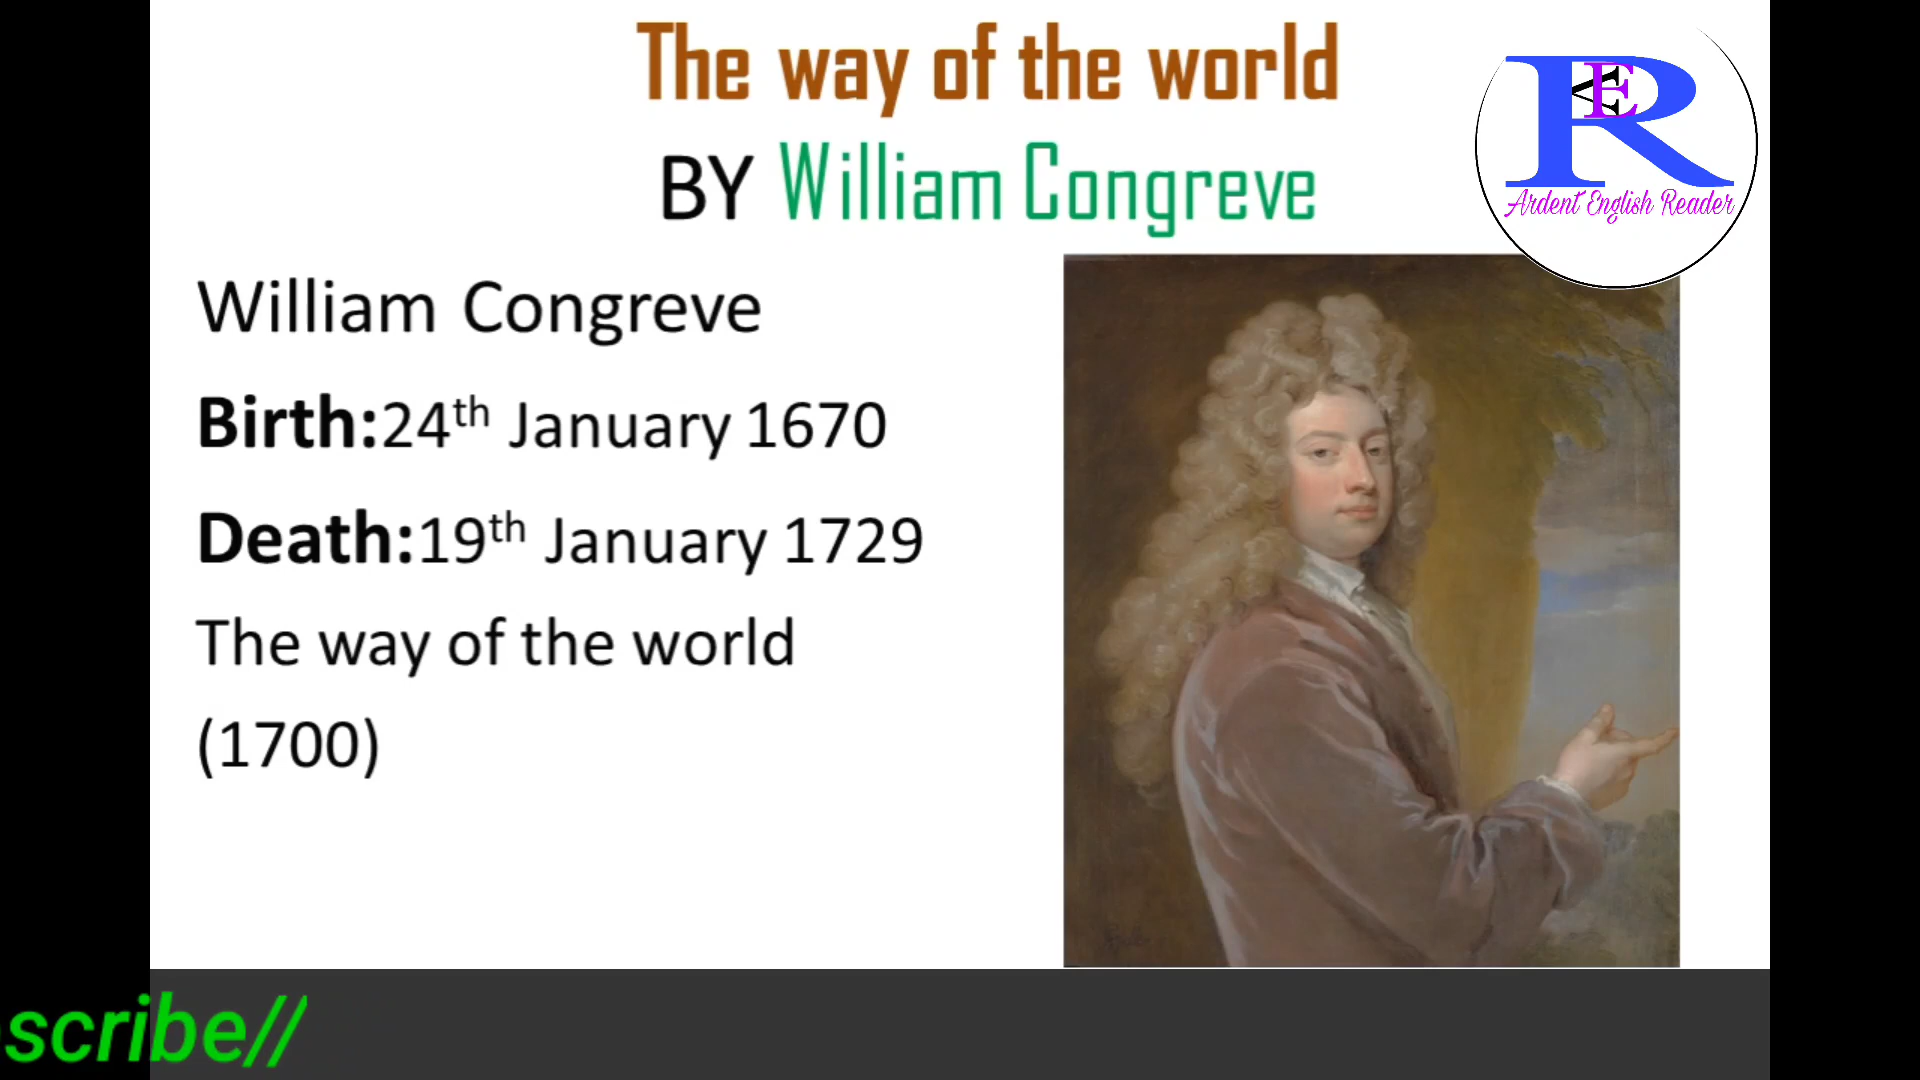 The way of the world
BY William Congreve
R
A
E
Ardent English Reader
William Congreve
Birth:24th January 1670
Death:19th January 1729
The way of the world
(1700)
scribe//